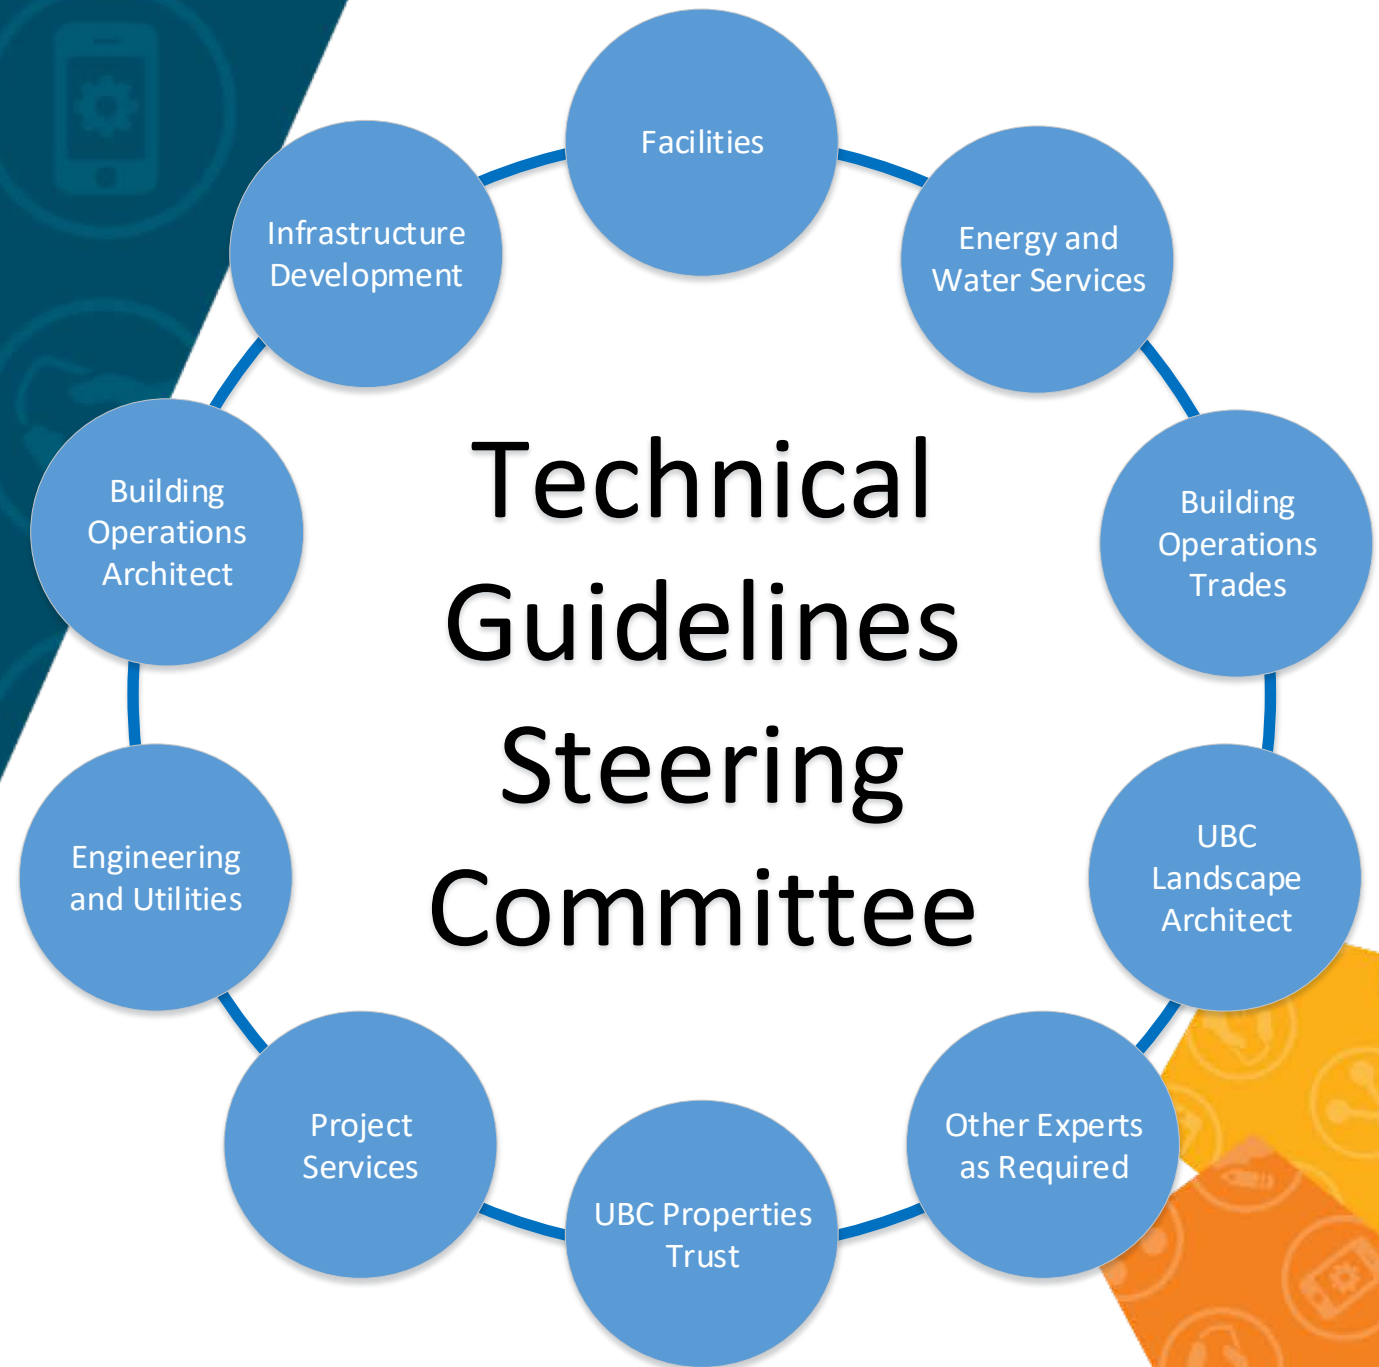 Facilities
Energy and
Water Services
Building
Operations
Trades
UBC
Landscape
Architect
Other Experts
as Required
UBC Properties
Trust
Project
Services
Engineering
and Utilities
Building
Operations
Architect
Infrastructure
Development
Technical
Guidelines
Steering
Committee